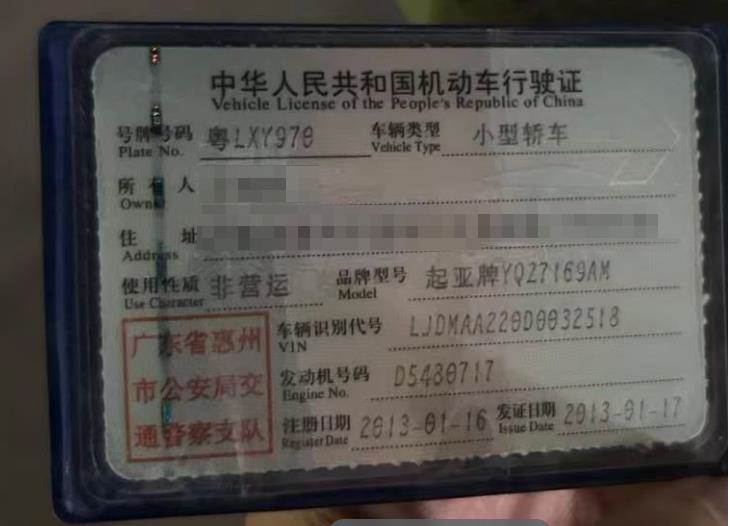 中华人民共和国机动车行驶证
Vehicle License of the People's Republic of China
号牌号码 粤LXY970 车辆类型 小型轿车
Plate No. Vehicle Type
所有人
Owner
住址
Address
使用性质 非营运 品牌型号 起亚牌YQZ7169AM
Use Character Model
广东省惠州
市公安局交
通警察支队
车辆识别代号 LJDMAA220D0032518
VIN
发动机号码 D5480717
Engine No.
注册日期 2013-01-16 发证日期 2013-01-17
Register Date Issue Date